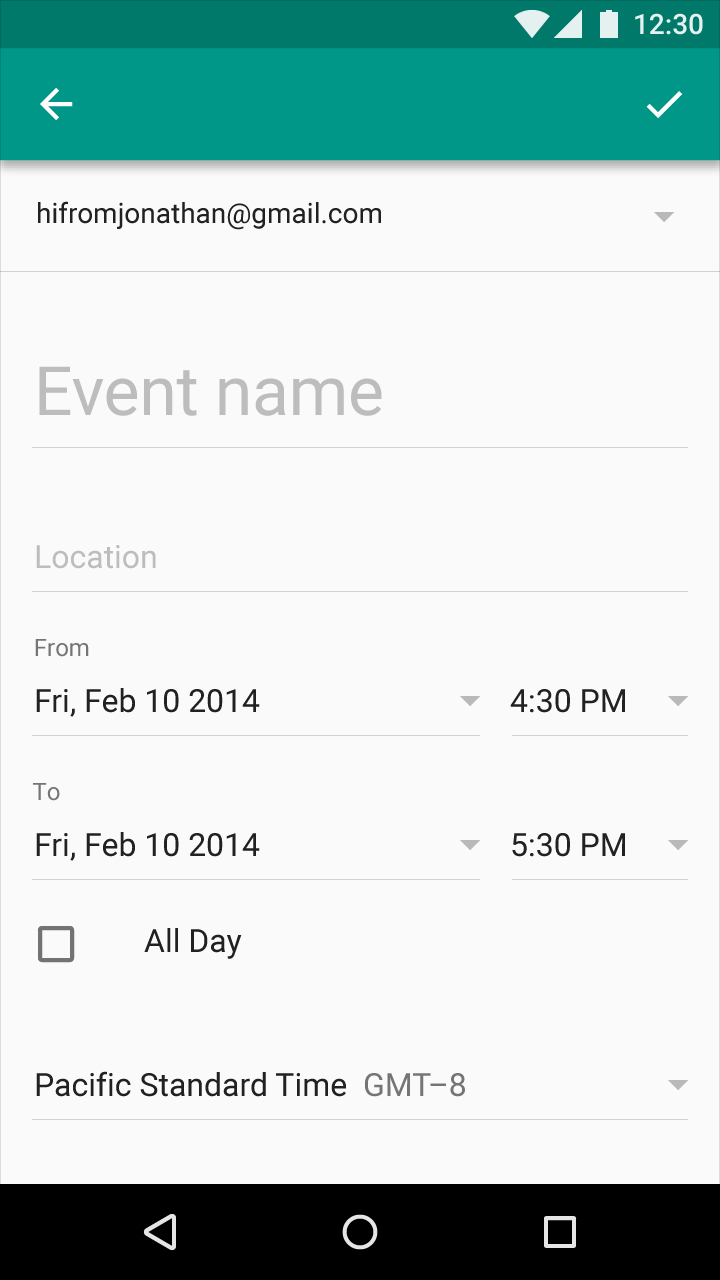 12:30
hifromjonathan@gmail.com
Event name
Location
From
Fri, Feb 10 2014 4:30 PM
To
Fri, Feb 10 2014 5:30 PM
All Day
Pacific Standard Time GMT–8